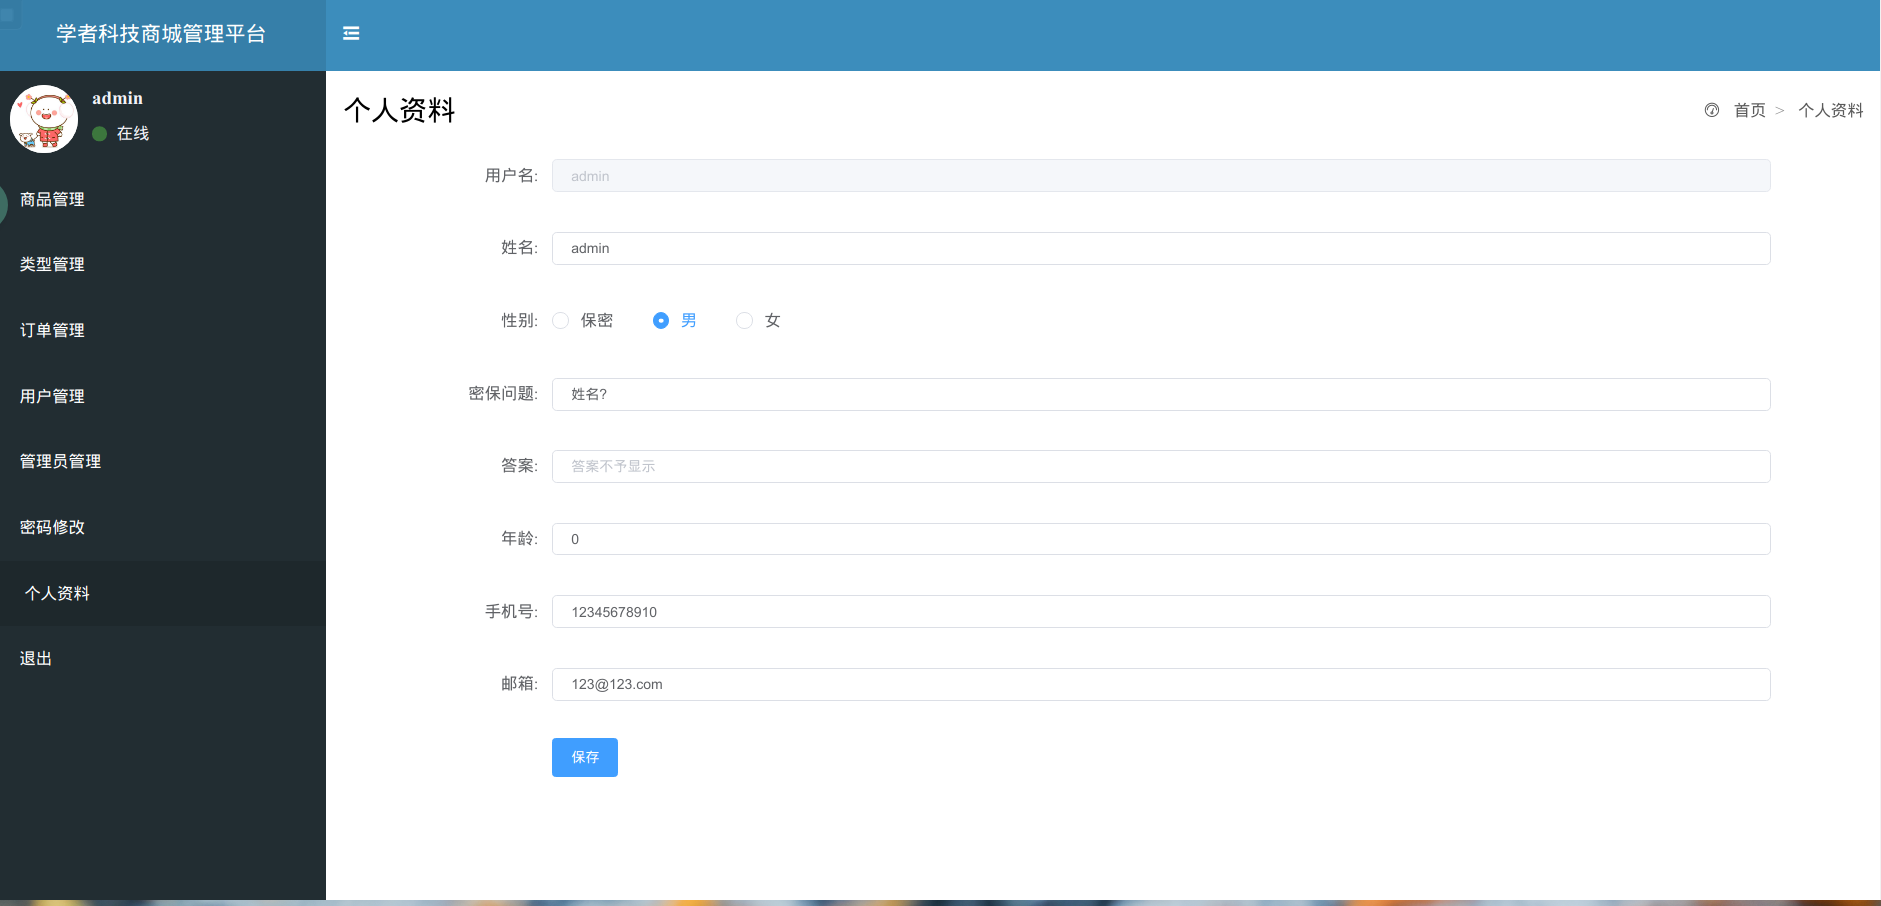 学者科技商城管理平台
admin
在线
商品管理
类型管理
订单管理
用户管理
管理员管理
密码修改
个人资料
退出
个人资料
首页 > 个人资料
用户名: admin
姓名: admin
性别: 保密 男 女
密保问题: 姓名?
答案: 答案不予显示
年龄: 0
手机号: 12345678910
邮箱: 123@123.com
保存